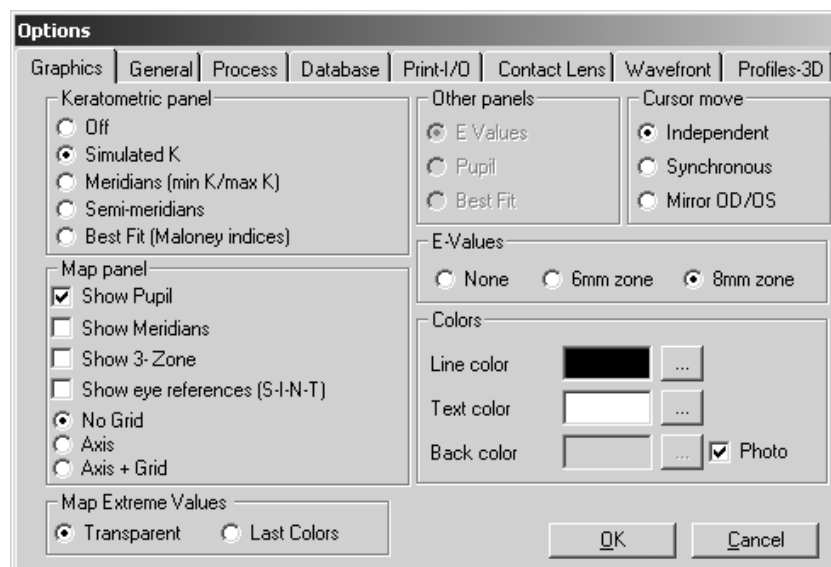 Options
Graphics General Process Database Print-I/O Contact Lens Wavefront Profiles-3D
Keratometric panel
Off
Simulated K
Meridians (min K/max K)
Semi-meridians
Best Fit (Maloney indices)
Other panels
E Values
Pupil
Best Fit
Cursor move
Independent
Synchronous
Mirror OD/OS
E-Values
None 6mm zone 8mm zone
Map panel
Show Pupil
Show Meridians
Show 3-Zone
Show eye references (S-I-N-T)
No Grid
Axis
Axis + Grid
Colors
Line color ...
Text color ...
Back color ... Photo
Map Extreme Values
Transparent Last Colors
OK Cancel